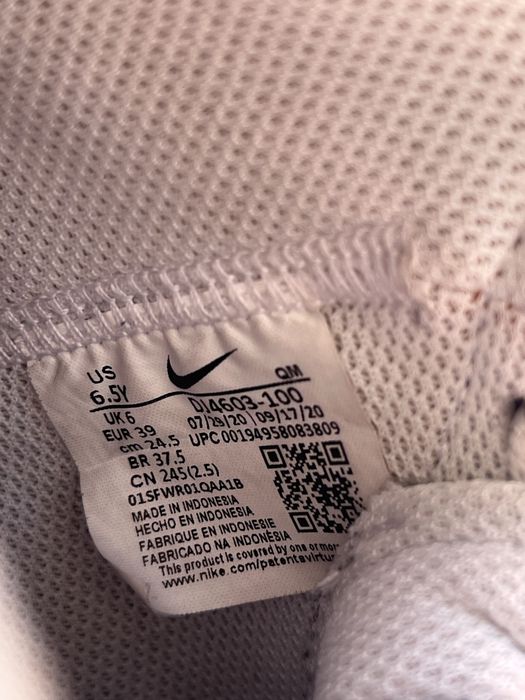 US
6.5Y
QM
UK 6
EUR 39
07/29/20 09/17/20
cm 24.5
UPC 00194958083809
BR 37.5
CN 245(2.5)
01SFWR01QAA1B
MADE IN INDONESIA
HECHO EN INDONESIA
FABRIQUE EN INDONESIE
FABRICADO NA INDONÉSIA
This product is covered by one or more
www.nike.com/patents